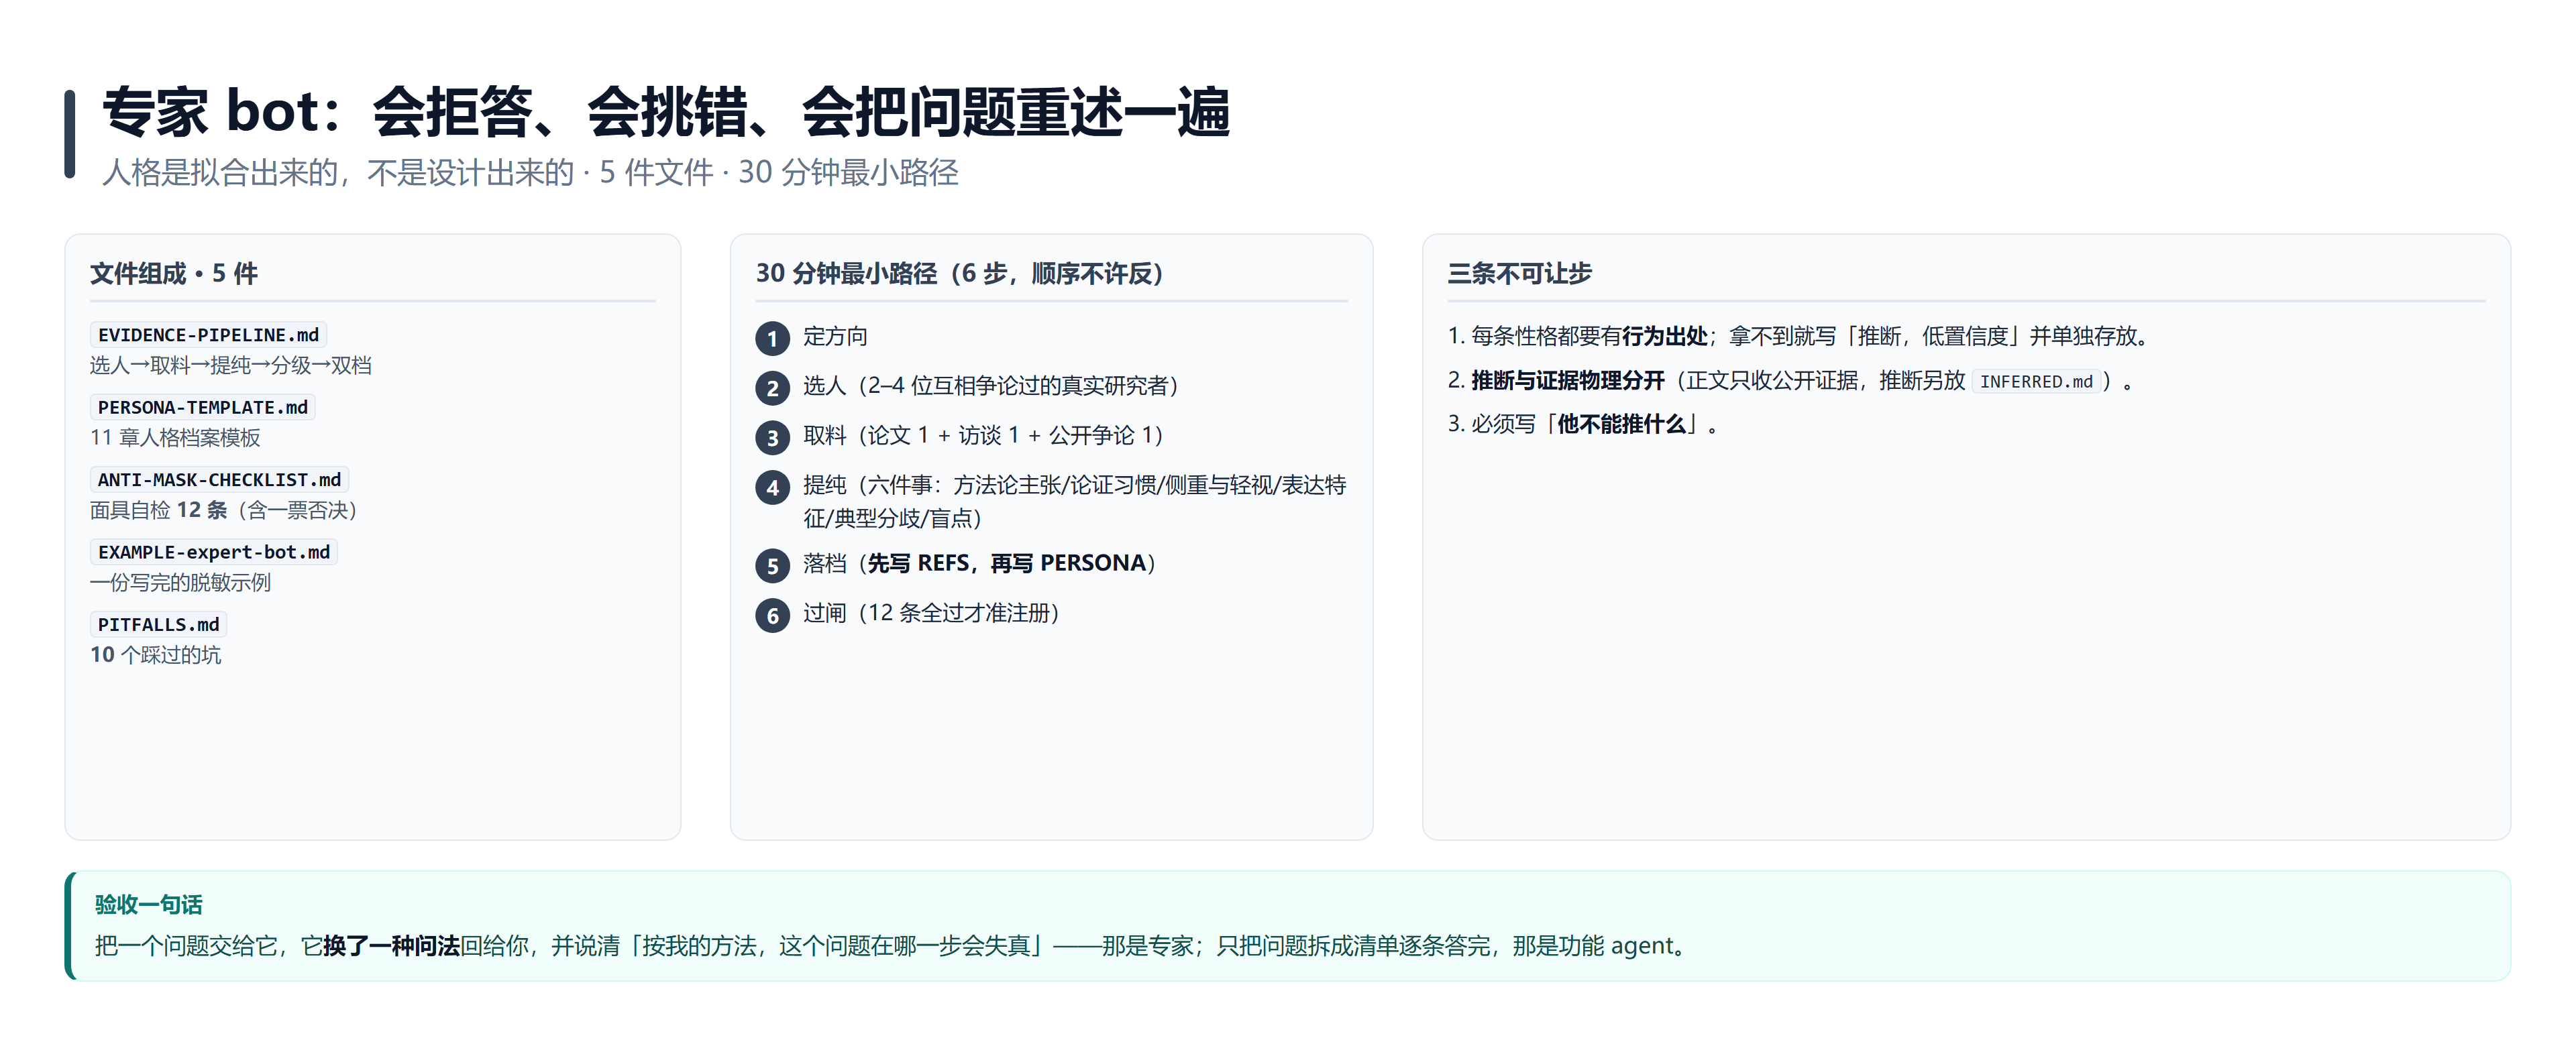 专家 bot：会拒答、会挑错、会把问题重述一遍
人格是拟合出来的，不是设计出来的 · 5 件文件 · 30 分钟最小路径
文件组成 · 5 件
EVIDENCE-PIPELINE.md
选人→取料→提纯→分级→双档
PERSONA-TEMPLATE.md
11 章人格档案模板
ANTI-MASK-CHECKLIST.md
面具自检 12 条（含一票否决）
EXAMPLE-expert-bot.md
一份写完的脱敏示例
PITFALLS.md
10 个踩过的坑
30 分钟最小路径（6 步，顺序不许反）
1 定方向
2 选人（2–4 位互相争论过的真实研究者）
3 取料（论文 1 + 访谈 1 + 公开争论 1）
4 提纯（六件事：方法论主张/论证习惯/侧重与轻视/表达特
征/典型分歧/盲点）
5 落档（先写 REFS，再写 PERSONA）
6 过闸（12 条全过才准注册）
三条不可让步
1. 每条性格都要有行为出处；拿不到就写「推断，低置信度」并单独存放。
2. 推断与证据物理分开（正文只收公开证据，推断另放 INFERRED.md）。
3. 必须写「他不能推什么」。
验收一句话
把一个问题交给它，它换了一种问法回给你，并说清「按我的方法，这个问题在哪一步会失真」——那是专家；只把问题拆成清单逐条答完，那是功能 agent。